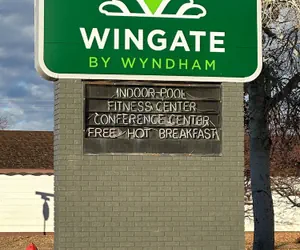 WINGATE
BY WYNDHAM
INDOOR-POOL
FITNESS CENTER
CONFERENCE CENTER
FREE HOT BREAKFAST